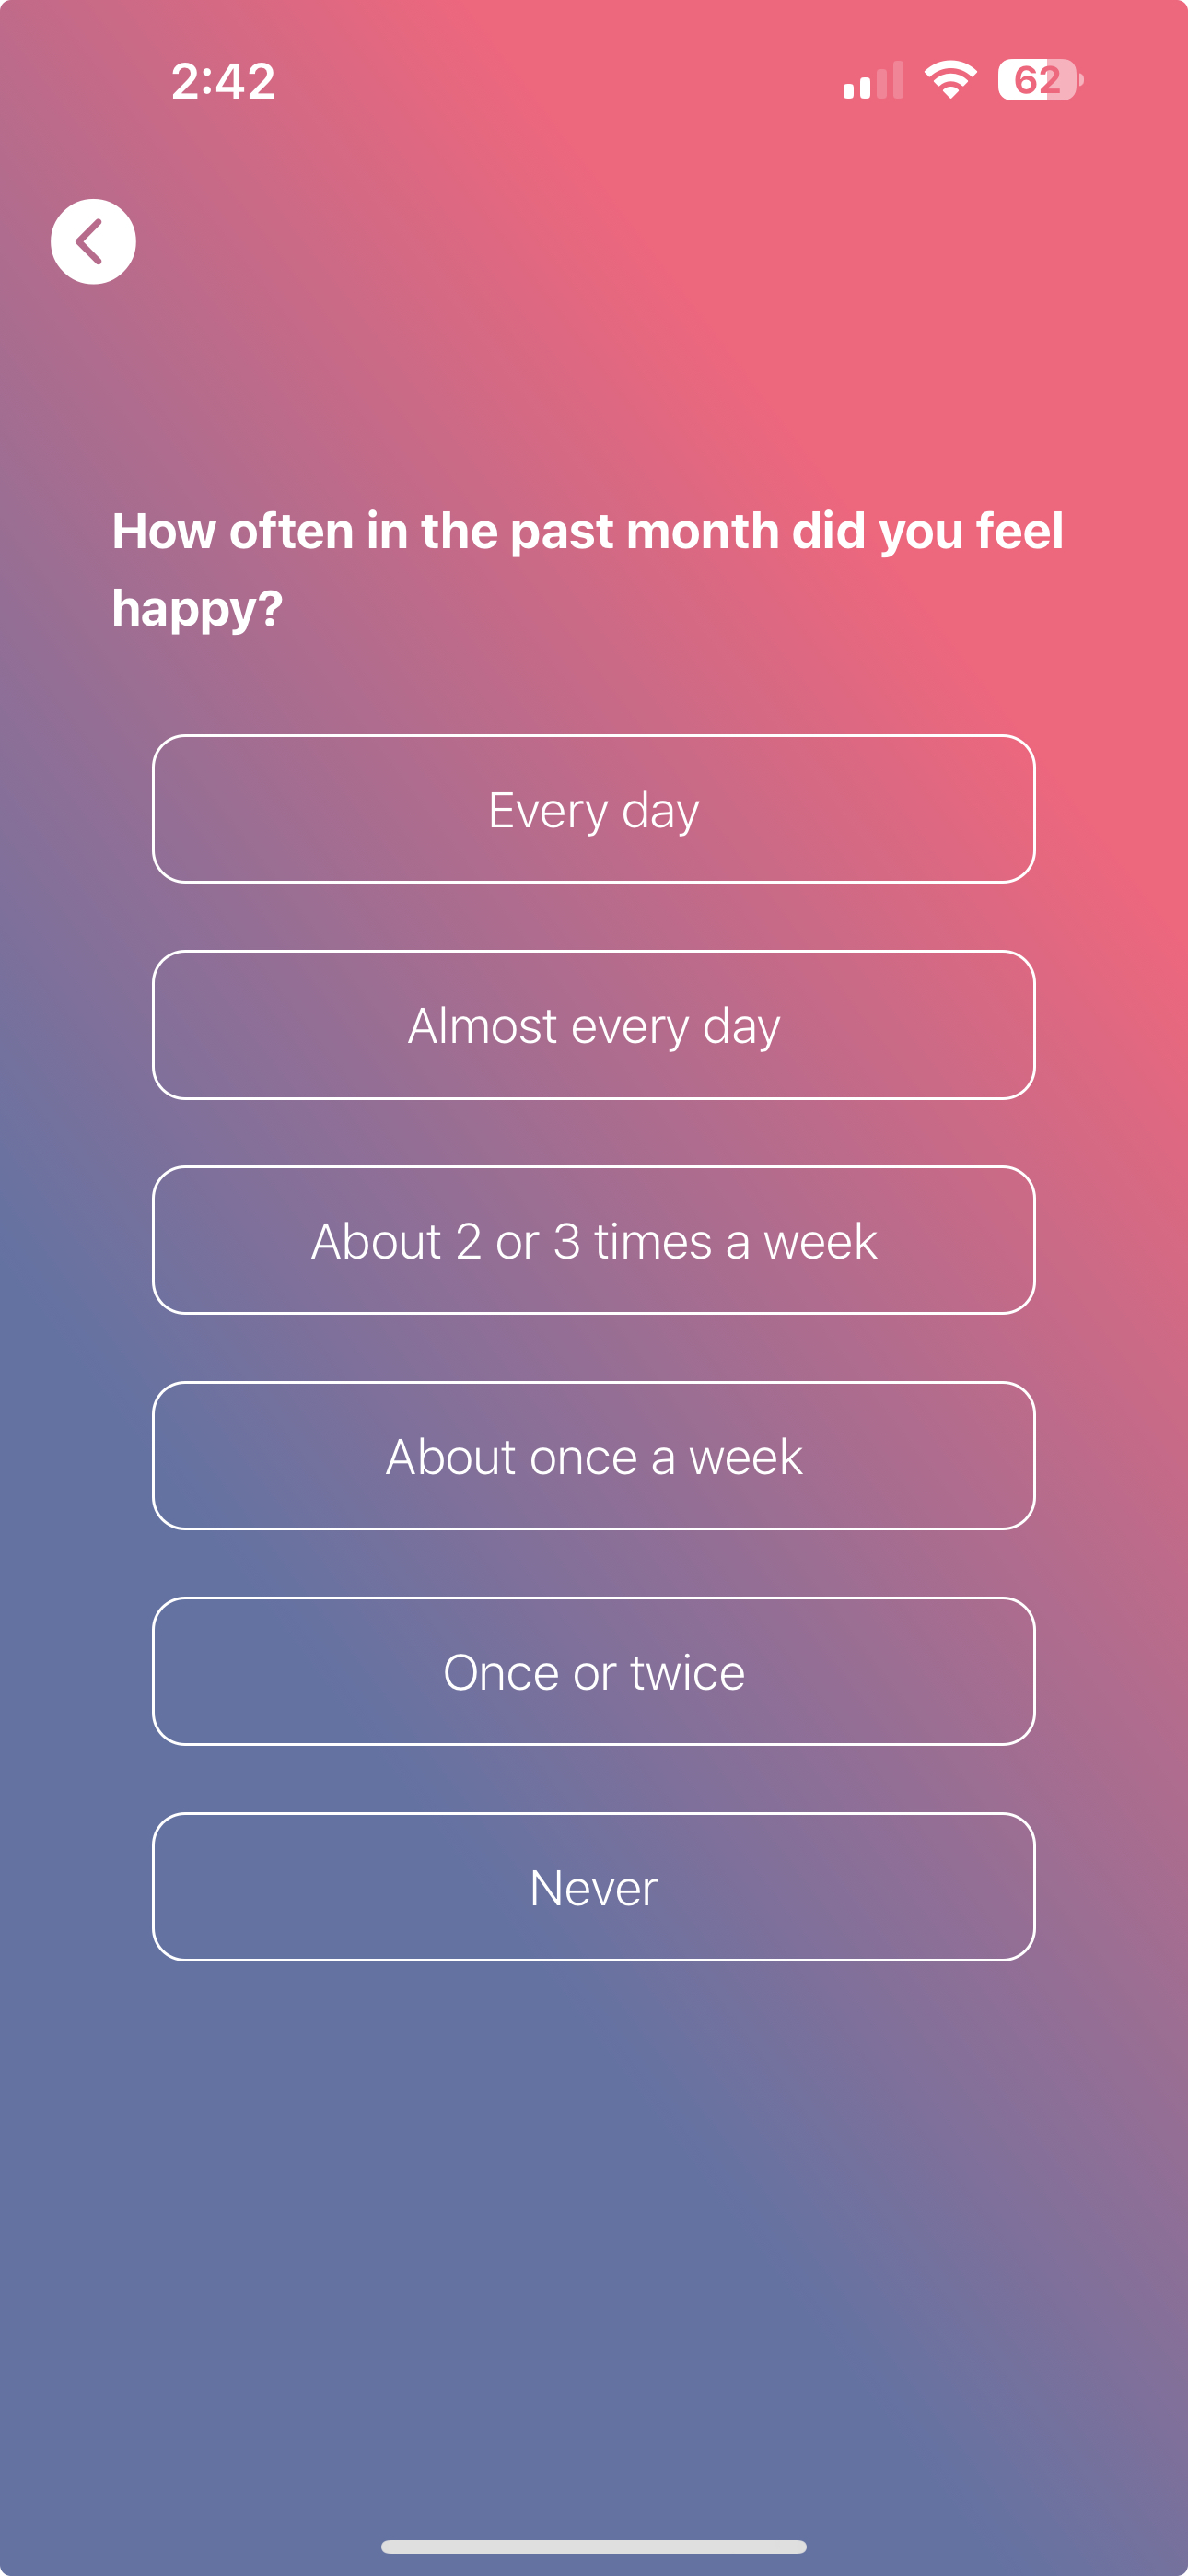 2:42
62
How often in the past month did you feel
happy?
Every day
Almost every day
About 2 or 3 times a week
About once a week
Once or twice
Never